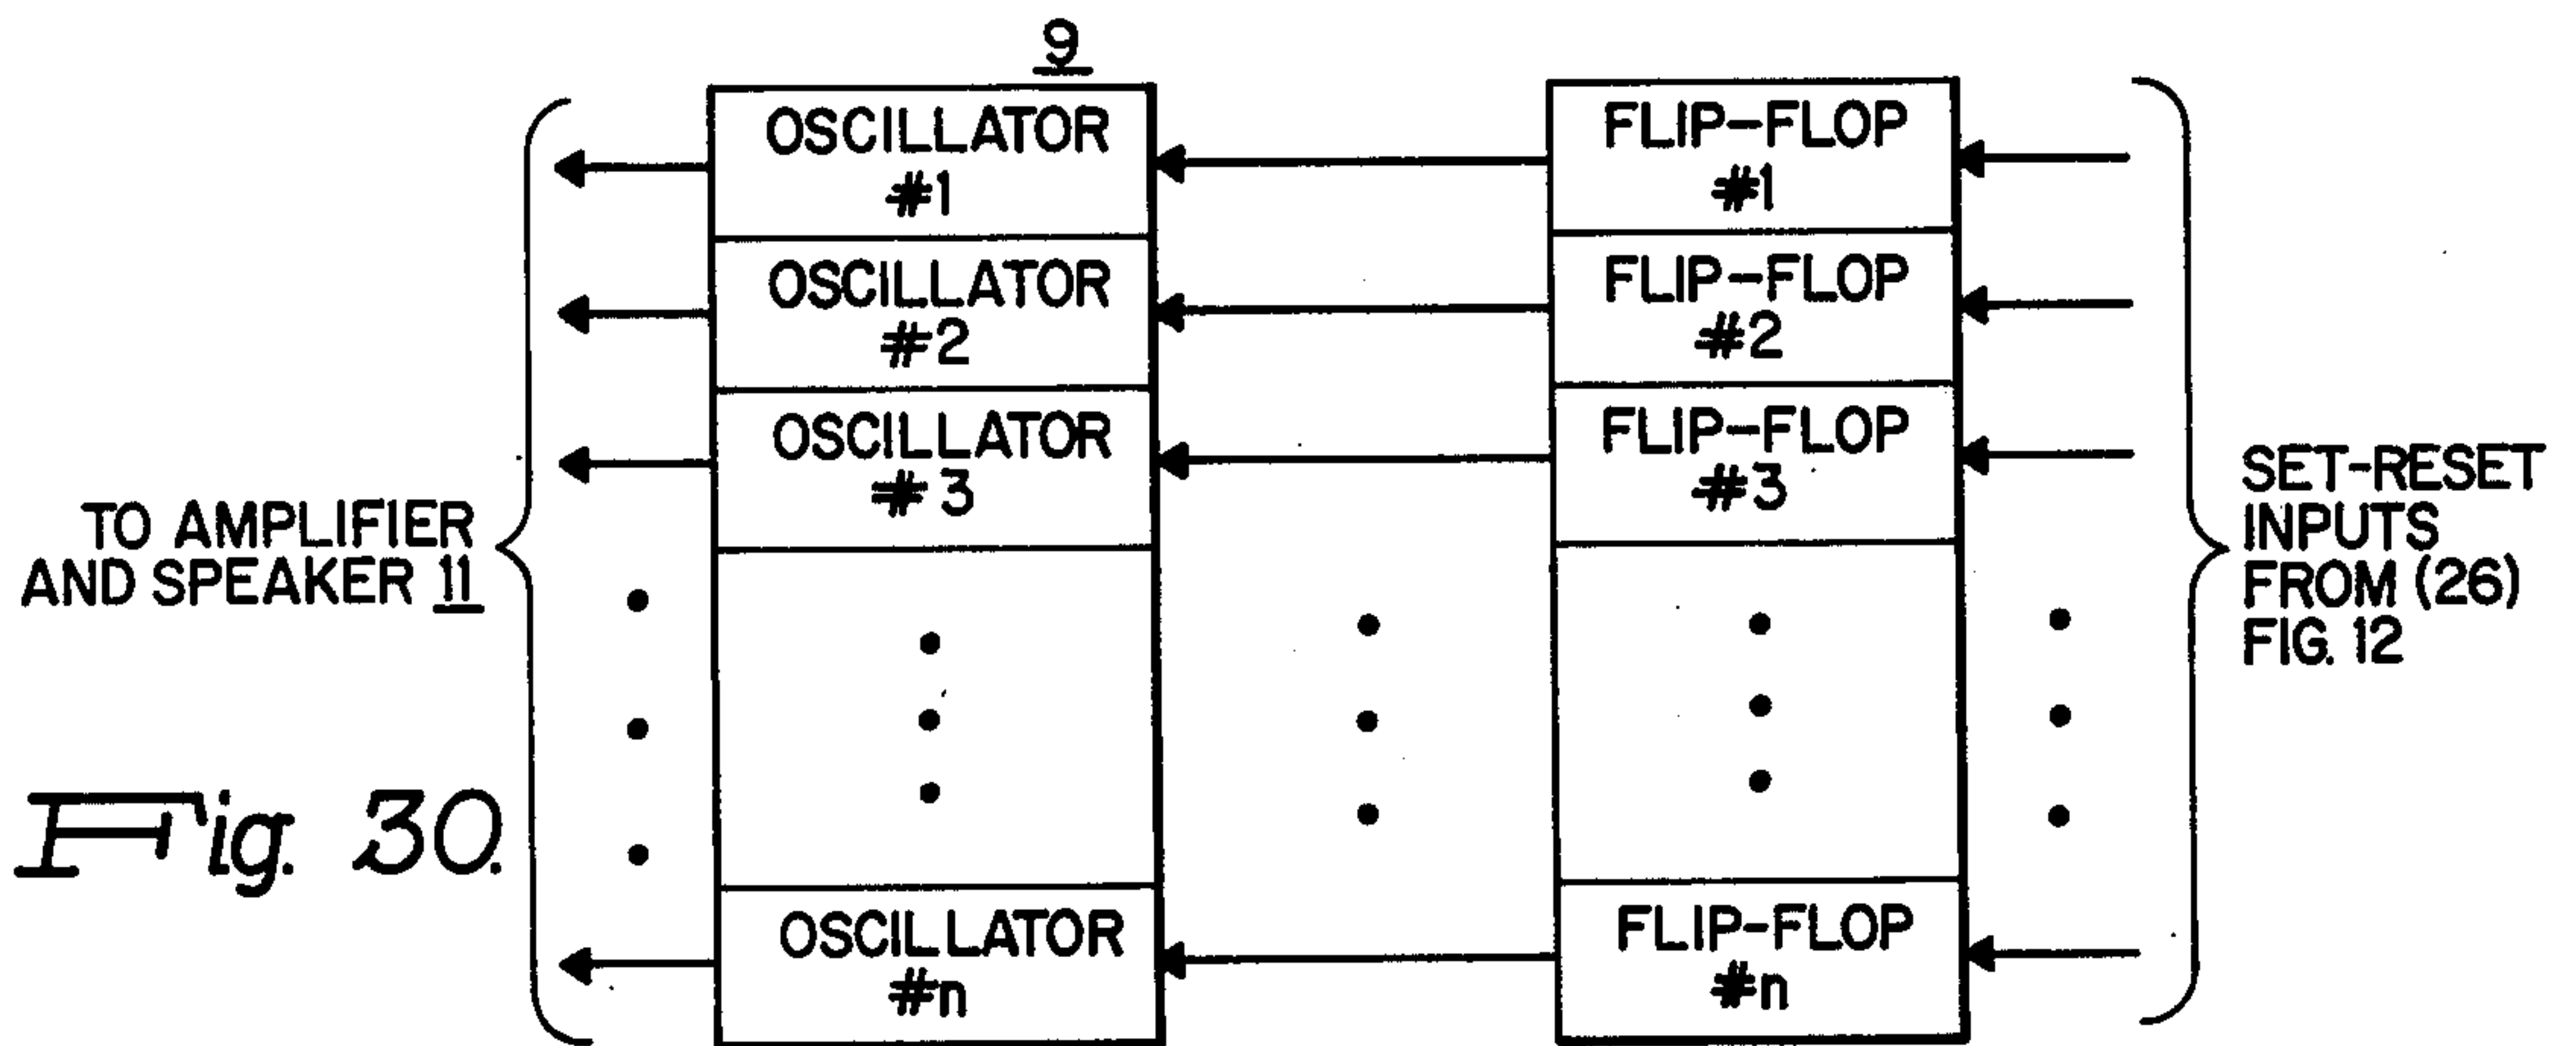 9
OSCILLATOR
#1
FLIP-FLOP
#1
OSCILLATOR
#2
FLIP-FLOP
#2
OSCILLATOR
#3
FLIP-FLOP
#3
TO AMPLIFIER
AND SPEAKER 11
SET-RESET
INPUTS
FROM (26)
FIG. 12
OSCILLATOR
#n
FLIP-FLOP
#n
Fig. 30.